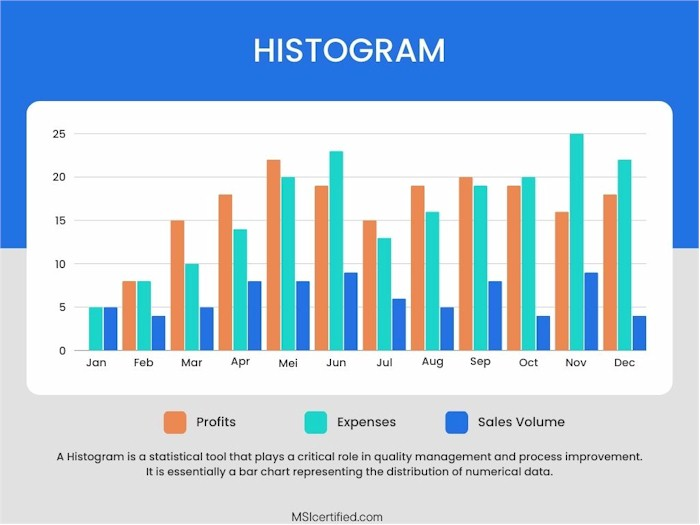 HISTOGRAM
25
20
15
10
5
0
Jan Feb Mar Apr Mei Jun Jul Aug Sep Oct Nov Dec
Profits Expenses Sales Volume
A Histogram is a statistical tool that plays a critical role in quality management and process improvement.
It is essentially a bar chart representing the distribution of numerical data.
MSIcertified.com